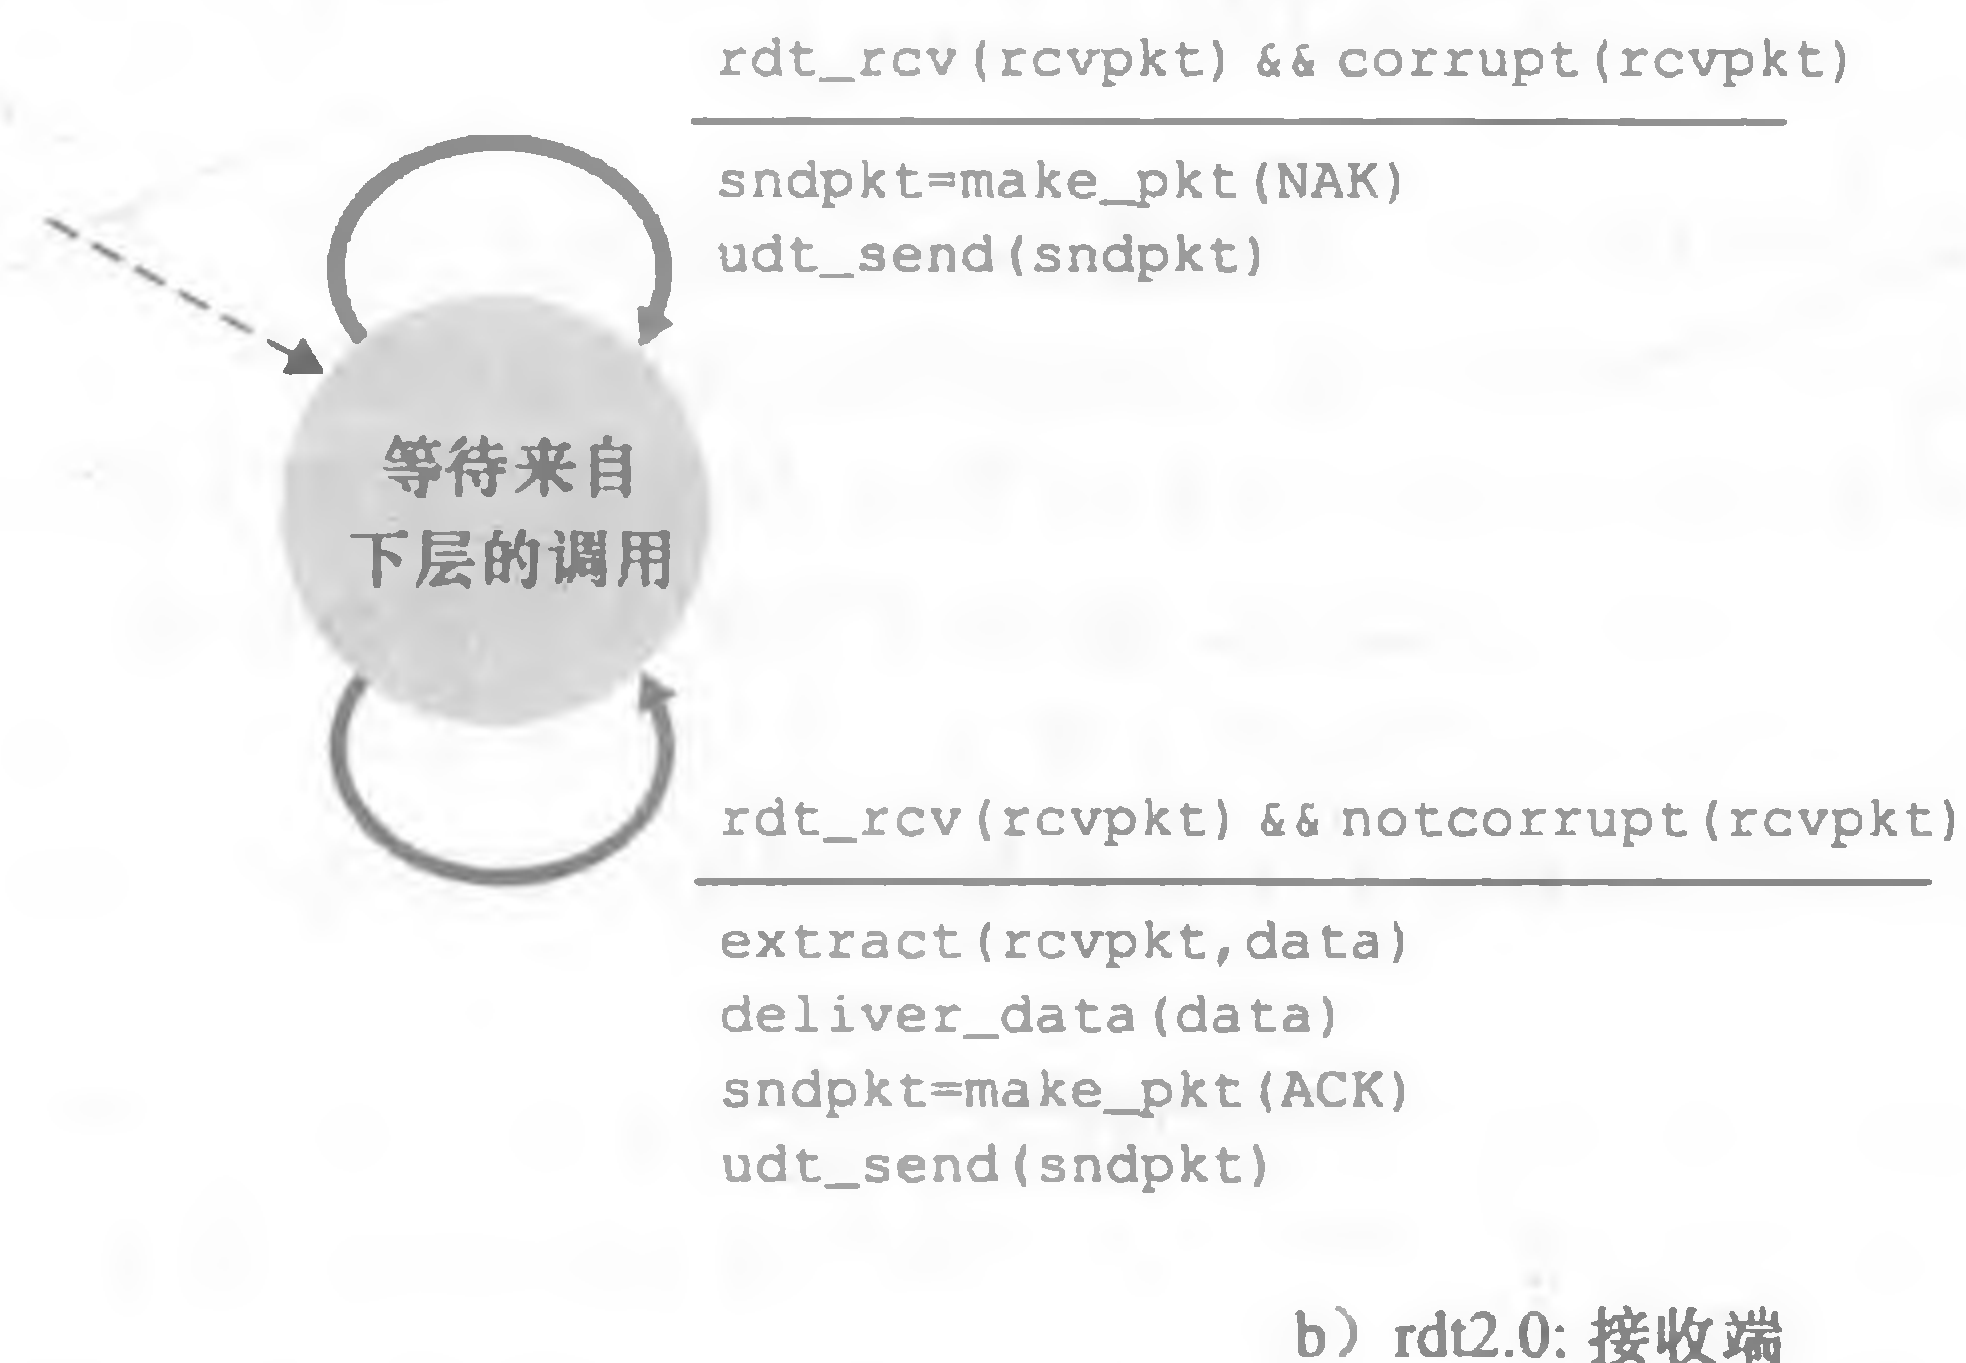 rdt_rcv(rcvpkt) && corrupt(rcvpkt)
sndpkt=make_pkt(NAK)
udt_send(sndpkt)
等待来自
下层的调用
rdt_rcv(rcvpkt) && notcorrupt(rcvpkt)
extract(rcvpkt,data)
deliver_data(data)
sndpkt=make_pkt(ACK)
udt_send(sndpkt)
b）rdt2.0: 接收端